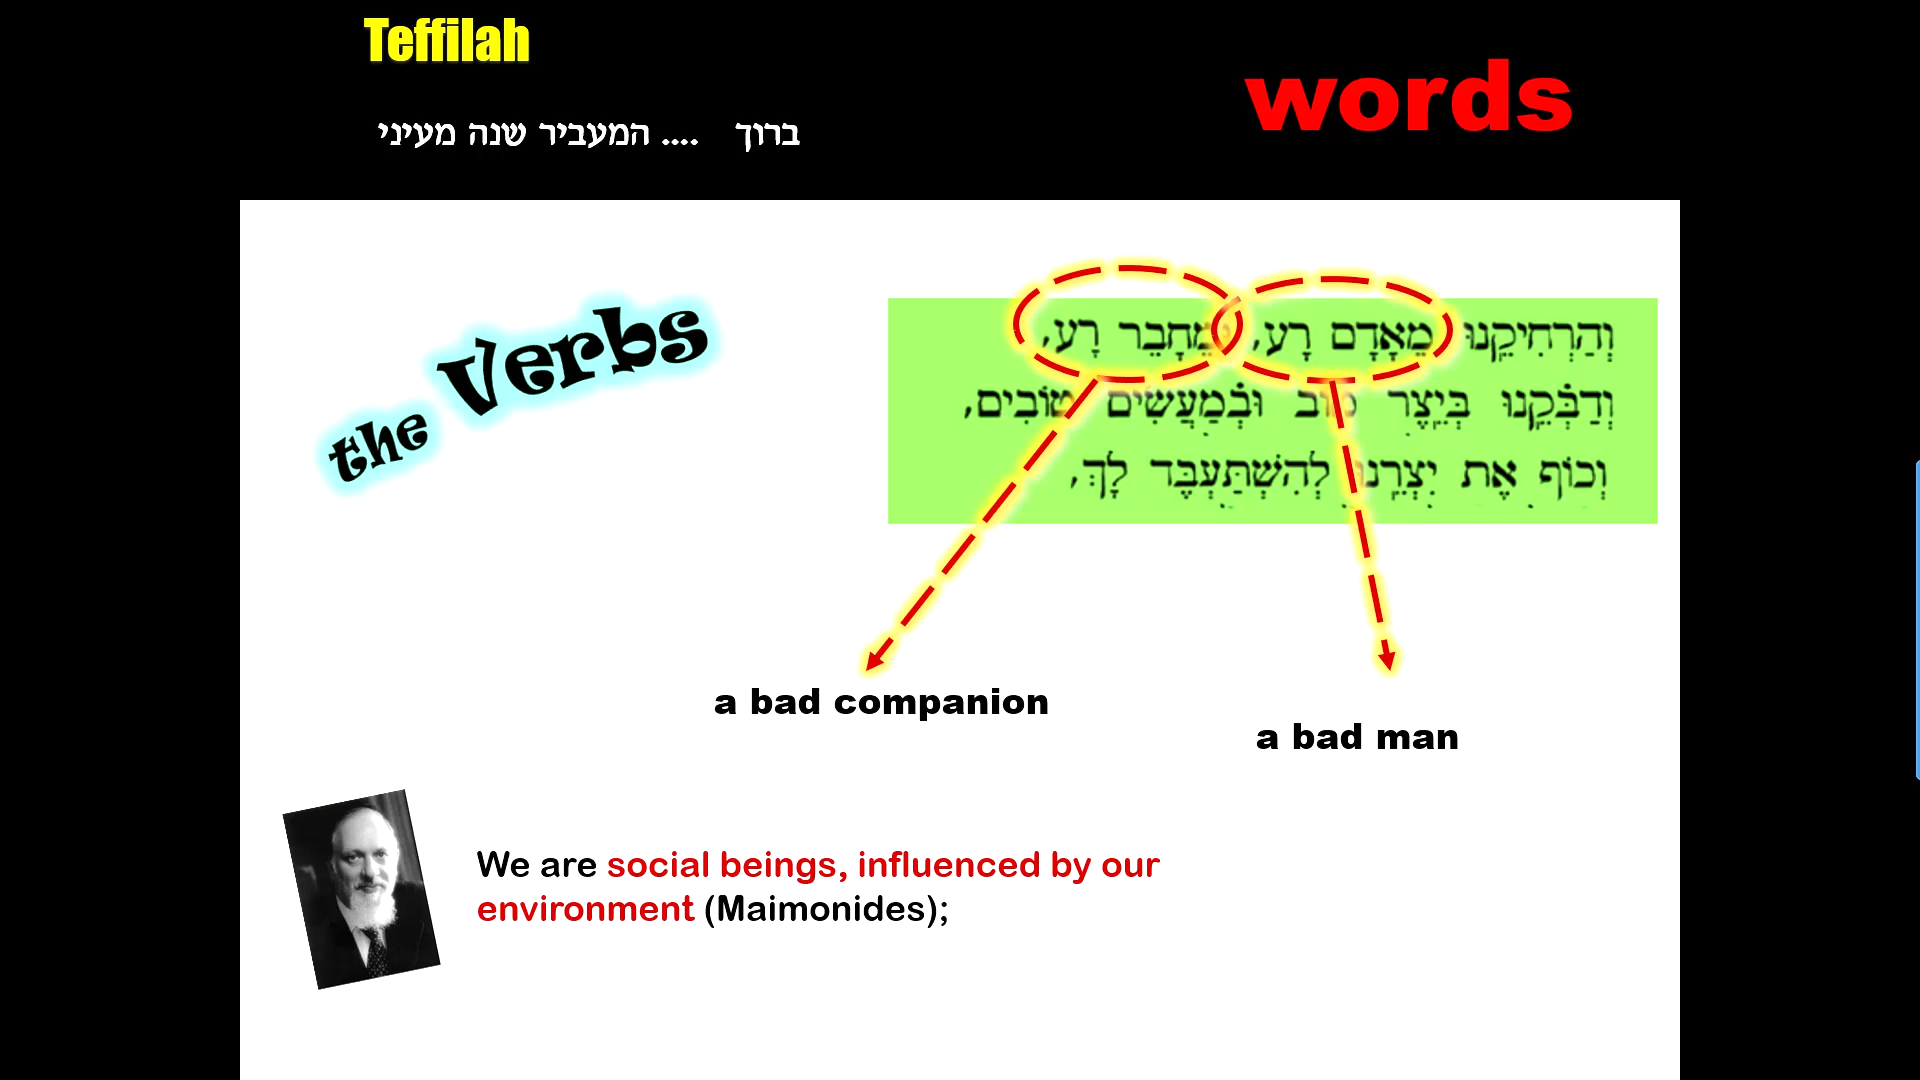 Teffilah
words
ברוך .... המעביר שנה מעיני
the Verbs
וְהַרְחִיקֵנוּ מֵאָדָם רָע, וּמֵחָבֵר רָע,
וְדַבְּקֵנוּ בְּיֵצֶר טוֹב וּבְמַעֲשִׂים טוֹבִים,
וְכוֹף אֶת יִצְרֵנוּ לְהִשְׁתַּעְבֶּד לָךְ,
a bad companion
a bad man
We are social beings, influenced by our
environment (Maimonides);